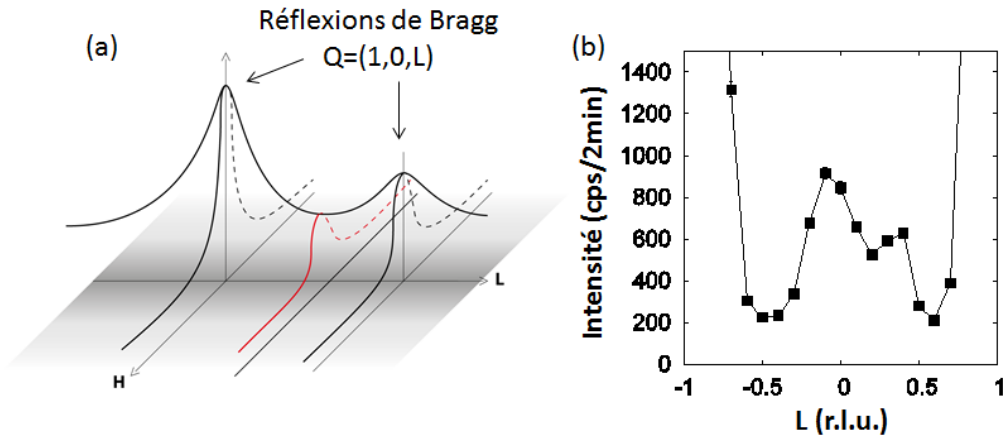 (a)
Réflexions de Bragg
Q=(1,0,L)
L
H
(b)
Intensité (cps/2min)
1400
1200
1000
800
600
400
200
0
-1
-0.5
0
0.5
1
L (r.l.u.)